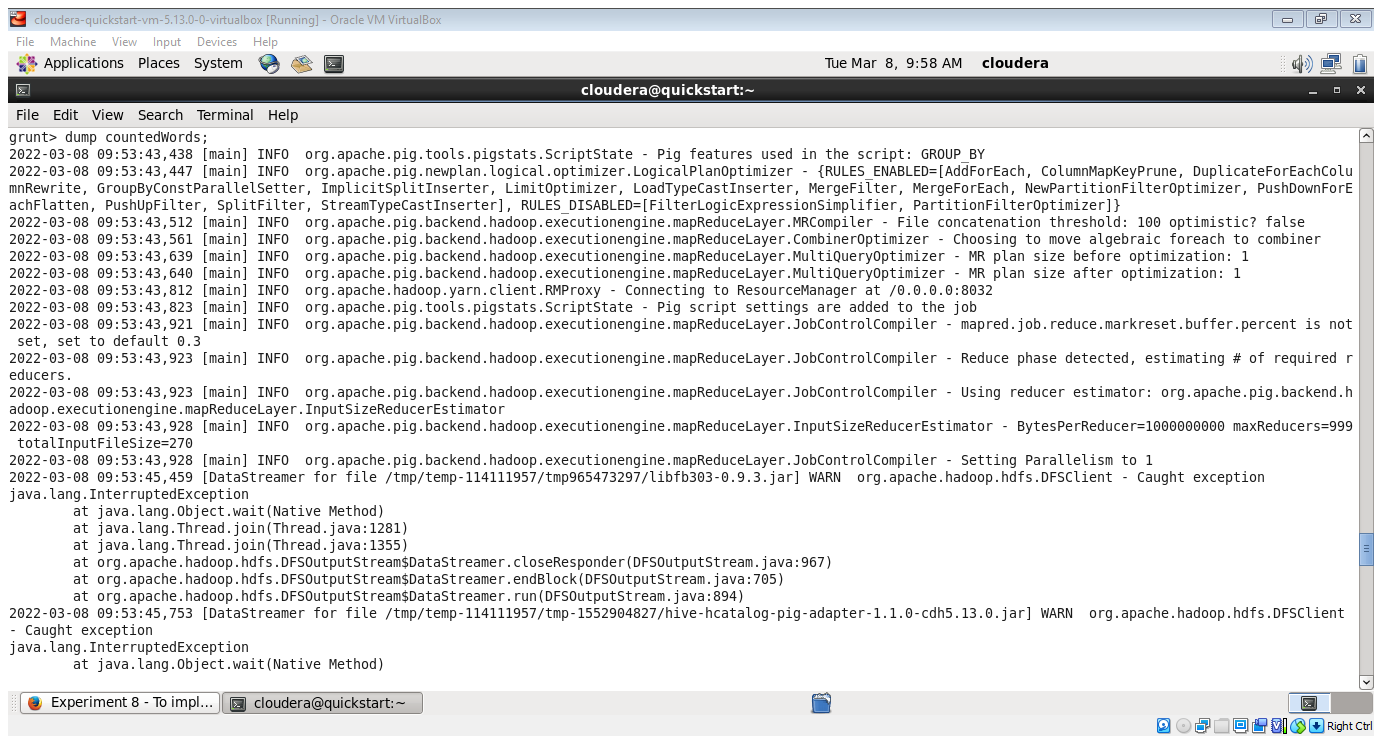 cloudera-quickstart-vm-5.13.0-0-virtualbox [Running] - Oracle VM VirtualBox
File Machine View Input Devices Help
Applications Places System Tue Mar 8, 9:58 AM cloudera
cloudera@quickstart:~
File Edit View Search Terminal Help
grunt> dump countedWords;
2022-03-08 09:53:43,438 [main] INFO  org.apache.pig.tools.pigstats.ScriptState - Pig features used in the script: GROUP_BY
2022-03-08 09:53:43,447 [main] INFO  org.apache.pig.newplan.logical.optimizer.LogicalPlanOptimizer - {RULES_ENABLED=[AddForEach, ColumnMapKeyPrune, DuplicateForEachColu
mnRewrite, GroupByConstParallelSetter, ImplicitSplitInserter, LimitOptimizer, LoadTypeCastInserter, MergeFilter, MergeForEach, NewPartitionFilterOptimizer, PushDownForE
achFlatten, PushUpFilter, SplitFilter, StreamTypeCastInserter], RULES_DISABLED=[FilterLogicExpressionSimplifier, PartitionFilterOptimizer]}
2022-03-08 09:53:43,512 [main] INFO  org.apache.pig.backend.hadoop.executionengine.mapReduceLayer.MRCompiler - File concatenation threshold: 100 optimistic? false
2022-03-08 09:53:43,561 [main] INFO  org.apache.pig.backend.hadoop.executionengine.mapReduceLayer.CombinerOptimizer - Choosing to move algebraic foreach to combiner
2022-03-08 09:53:43,639 [main] INFO  org.apache.pig.backend.hadoop.executionengine.mapReduceLayer.MultiQueryOptimizer - MR plan size before optimization: 1
2022-03-08 09:53:43,640 [main] INFO  org.apache.pig.backend.hadoop.executionengine.mapReduceLayer.MultiQueryOptimizer - MR plan size after optimization: 1
2022-03-08 09:53:43,812 [main] INFO  org.apache.hadoop.yarn.client.RMProxy - Connecting to ResourceManager at /0.0.0.0:8032
2022-03-08 09:53:43,823 [main] INFO  org.apache.pig.tools.pigstats.ScriptState - Pig script settings are added to the job
2022-03-08 09:53:43,921 [main] INFO  org.apache.pig.backend.hadoop.executionengine.mapReduceLayer.JobControlCompiler - mapred.job.reduce.markreset.buffer.percent is not
 set, set to default 0.3
2022-03-08 09:53:43,923 [main] INFO  org.apache.pig.backend.hadoop.executionengine.mapReduceLayer.JobControlCompiler - Reduce phase detected, estimating # of required r
educers.
2022-03-08 09:53:43,923 [main] INFO  org.apache.pig.backend.hadoop.executionengine.mapReduceLayer.JobControlCompiler - Using reducer estimator: org.apache.pig.backend.h
adoop.executionengine.mapReduceLayer.InputSizeReducerEstimator
2022-03-08 09:53:43,928 [main] INFO  org.apache.pig.backend.hadoop.executionengine.mapReduceLayer.InputSizeReducerEstimator - BytesPerReducer=1000000000 maxReducers=999
 totalInputFileSize=270
2022-03-08 09:53:43,928 [main] INFO  org.apache.pig.backend.hadoop.executionengine.mapReduceLayer.JobControlCompiler - Setting Parallelism to 1
2022-03-08 09:53:45,459 [DataStreamer for file /tmp/temp-114111957/tmp965473297/libfb303-0.9.3.jar] WARN  org.apache.hadoop.hdfs.DFSClient - Caught exception
java.lang.InterruptedException
        at java.lang.Object.wait(Native Method)
        at java.lang.Thread.join(Thread.java:1281)
        at java.lang.Thread.join(Thread.java:1355)
        at org.apache.hadoop.hdfs.DFSOutputStream$DataStreamer.closeResponder(DFSOutputStream.java:967)
        at org.apache.hadoop.hdfs.DFSOutputStream$DataStreamer.endBlock(DFSOutputStream.java:705)
        at org.apache.hadoop.hdfs.DFSOutputStream$DataStreamer.run(DFSOutputStream.java:894)
2022-03-08 09:53:45,753 [DataStreamer for file /tmp/temp-114111957/tmp-1552904827/hive-hcatalog-pig-adapter-1.1.0-cdh5.13.0.jar] WARN  org.apache.hadoop.hdfs.DFSClient
- Caught exception
java.lang.InterruptedException
        at java.lang.Object.wait(Native Method)
Experiment 8 - To impl... cloudera@quickstart:~
Right Ctrl